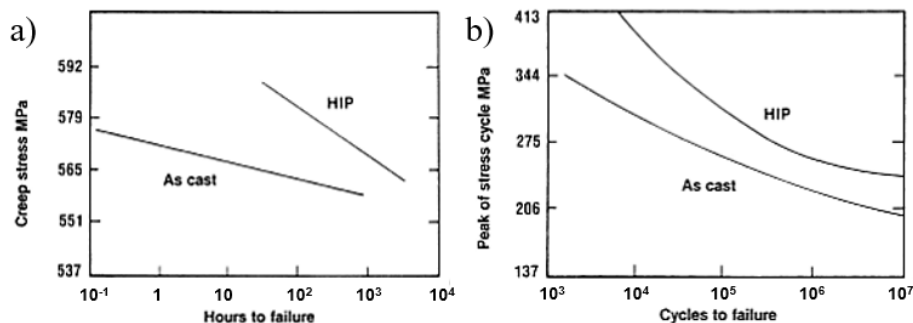 a)
Creep stress MPa
592
579
565
551
537
HIP
As cast
10⁻¹ 1 10 10² 10³ 10⁴
Hours to failure
b)
Peak of stress cycle MPa
413
344
275
206
137
HIP
As cast
10³ 10⁴ 10⁵ 10⁶ 10⁷
Cycles to failure